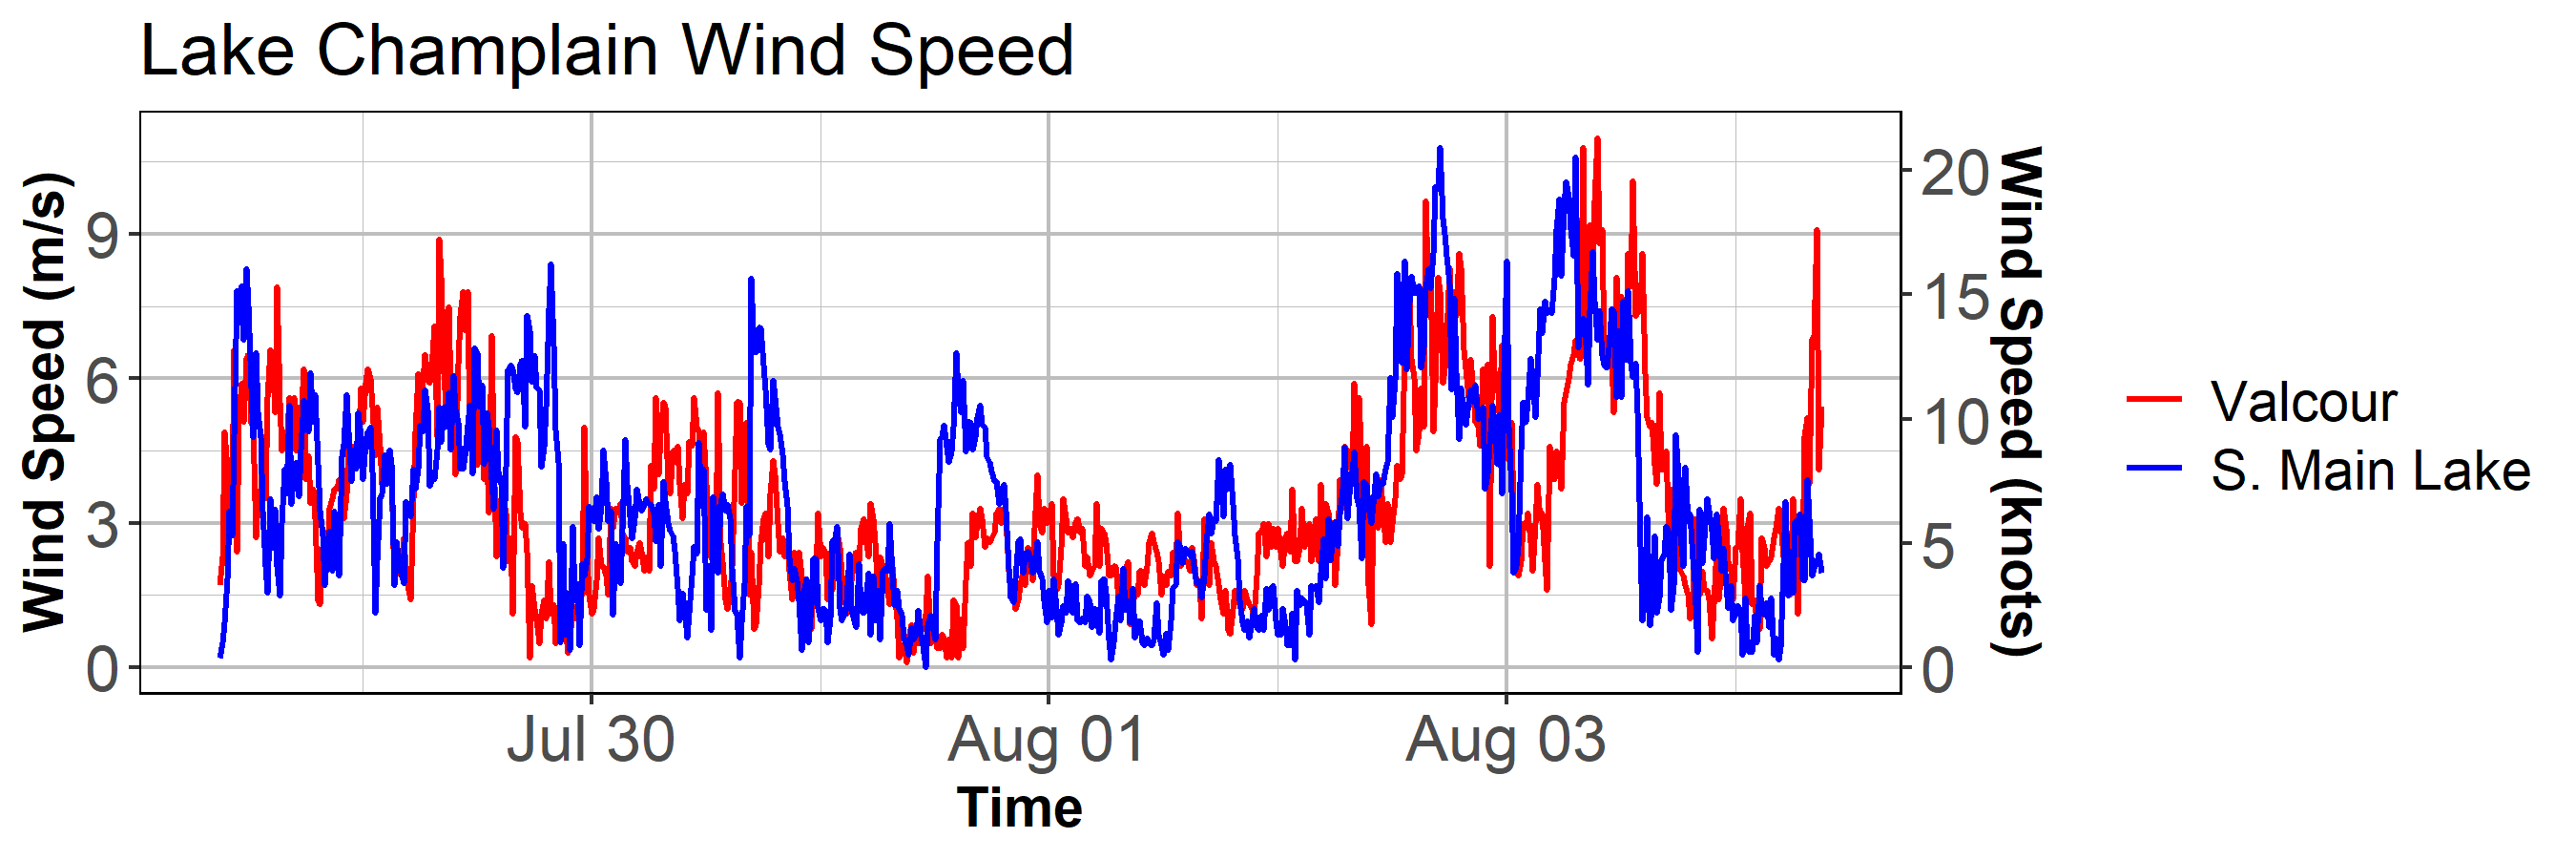 Lake Champlain Wind Speed
Wind Speed (m/s)
9
6
3
0
20
15
10
5
0
Wind Speed (knots)
Jul 30
Aug 01
Aug 03
Time
Valcour
S. Main Lake